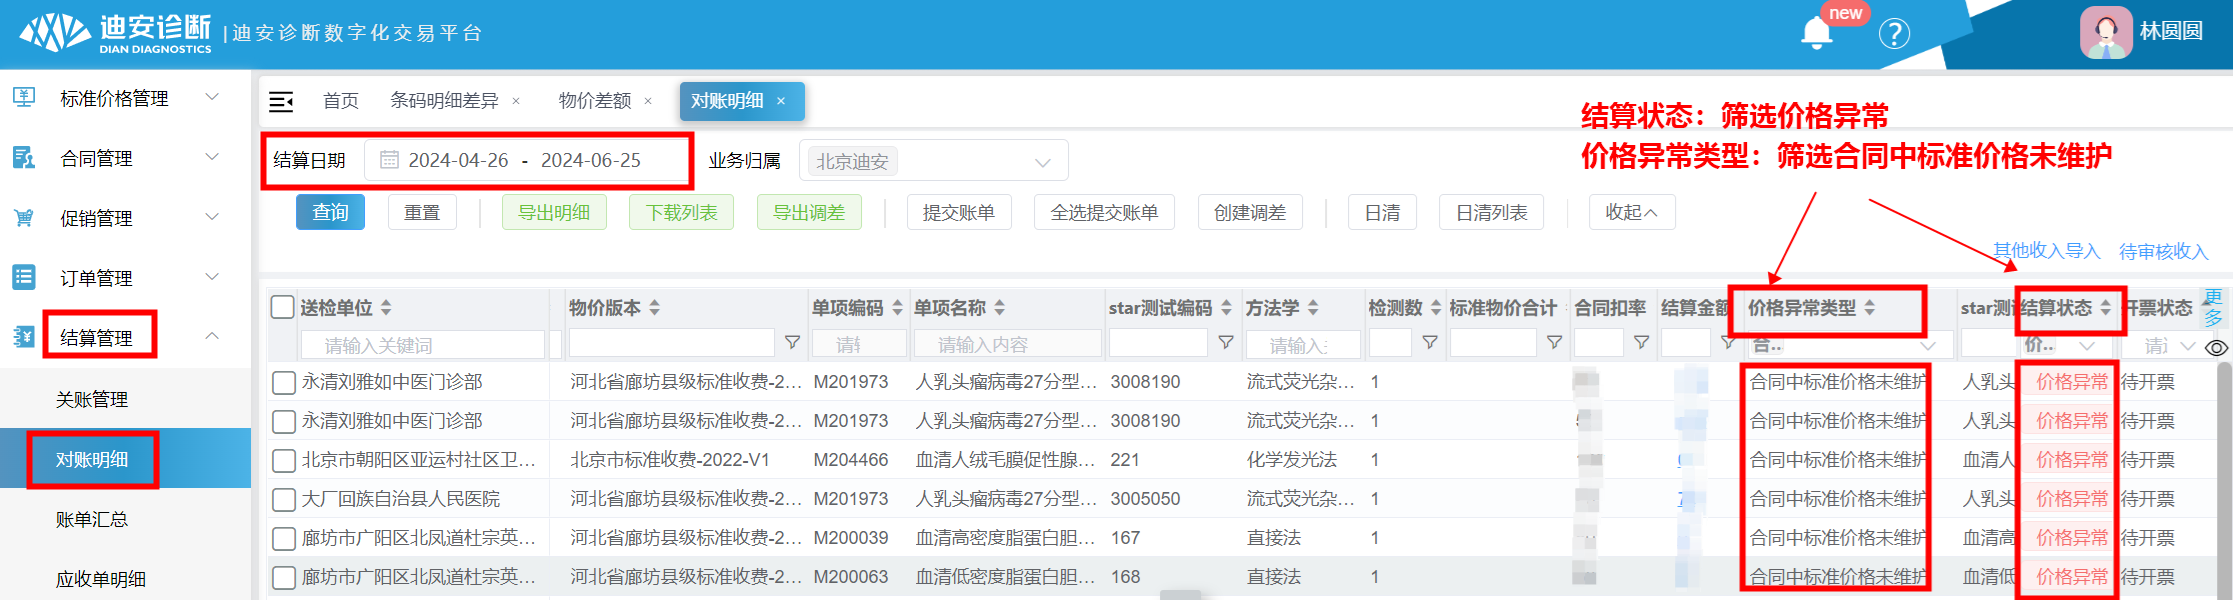 迪安诊断
DIAN DIAGNOSTICS
|迪安诊断数字化交易平台
new
?
林圆圆
标准价格管理
合同管理
促销管理
订单管理
结算管理
关账管理
对账明细
账单汇总
应收单明细
首页 条码明细差异 × 物价差额 × 对账明细 ×
结算状态：筛选价格异常
价格异常类型：筛选合同中标准价格未维护
结算日期 2024-04-26 - 2024-06-25 业务归属 北京迪安
查询 重置 导出明细 下载列表 导出调差 提交账单 全选提交账单 创建调差 日清 日清列表 收起
其他收入导入 待审核收入
送检单位 物价版本 单项编码 单项名称 star测试编码 方法学 检测数 标准物价合计 合同扣率 结算金额 价格异常类型 star测 结算状态 开票状态 更多
请输入关键词 请输入内容 请输入 合.. 价..
永清刘雅如中医门诊部 河北省廊坊县级标准收费-2... M201973 人乳头瘤病毒27分型... 3008190 流式荧光杂... 1 合同中标准价格未维护 人乳头 价格异常 待开票
永清刘雅如中医门诊部 河北省廊坊县级标准收费-2... M201973 人乳头瘤病毒27分型... 3008190 流式荧光杂... 1 合同中标准价格未维护 人乳头 价格异常 待开票
北京市朝阳区亚运村社区卫... 北京市标准收费-2022-V1 M204466 血清人绒毛膜促性腺... 221 化学发光法 1 合同中标准价格未维护 血清人 价格异常 待开票
大厂回族自治县人民医院 河北省廊坊县级标准收费-2... M201973 人乳头瘤病毒27分型... 3005050 流式荧光杂... 1 合同中标准价格未维护 人乳头 价格异常 待开票
廊坊市广阳区北凤道杜宗英... 河北省廊坊县级标准收费-2... M200039 血清高密度脂蛋白胆... 167 直接法 1 合同中标准价格未维护 血清高 价格异常 待开票
廊坊市广阳区北凤道杜宗英... 河北省廊坊县级标准收费-2... M200063 血清低密度脂蛋白胆... 168 直接法 1 合同中标准价格未维护 血清低 价格异常 待开票